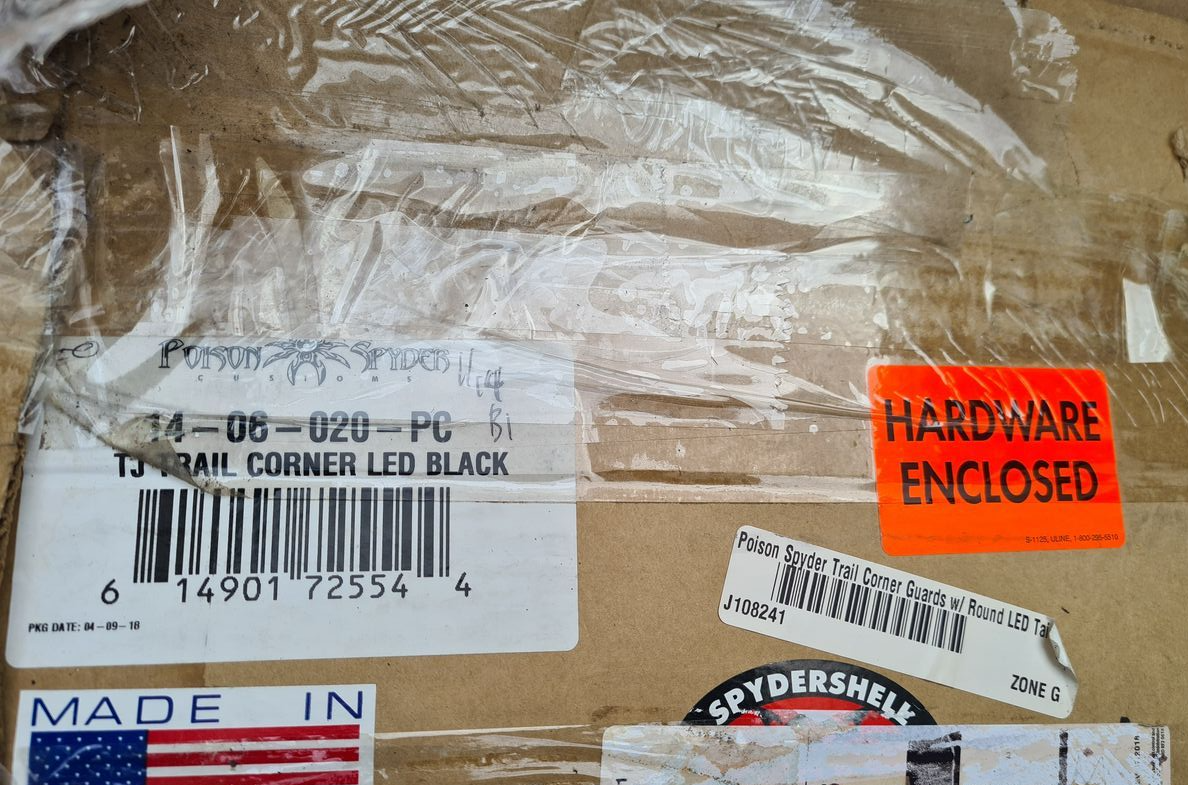 POISON SPYDER
CUSTOMS
14-06-020-PC
B1
TJ TRAIL CORNER LED BLACK
6 14901 72554 4
PKG DATE: 04-09-18
HARDWARE
ENCLOSED
S-1125, ULINE, 1-800-295-5510
Poison Spyder Trail Corner Guards w/ Round LED Tai
J108241
ZONE G
MADE IN
SPYDERSHELL